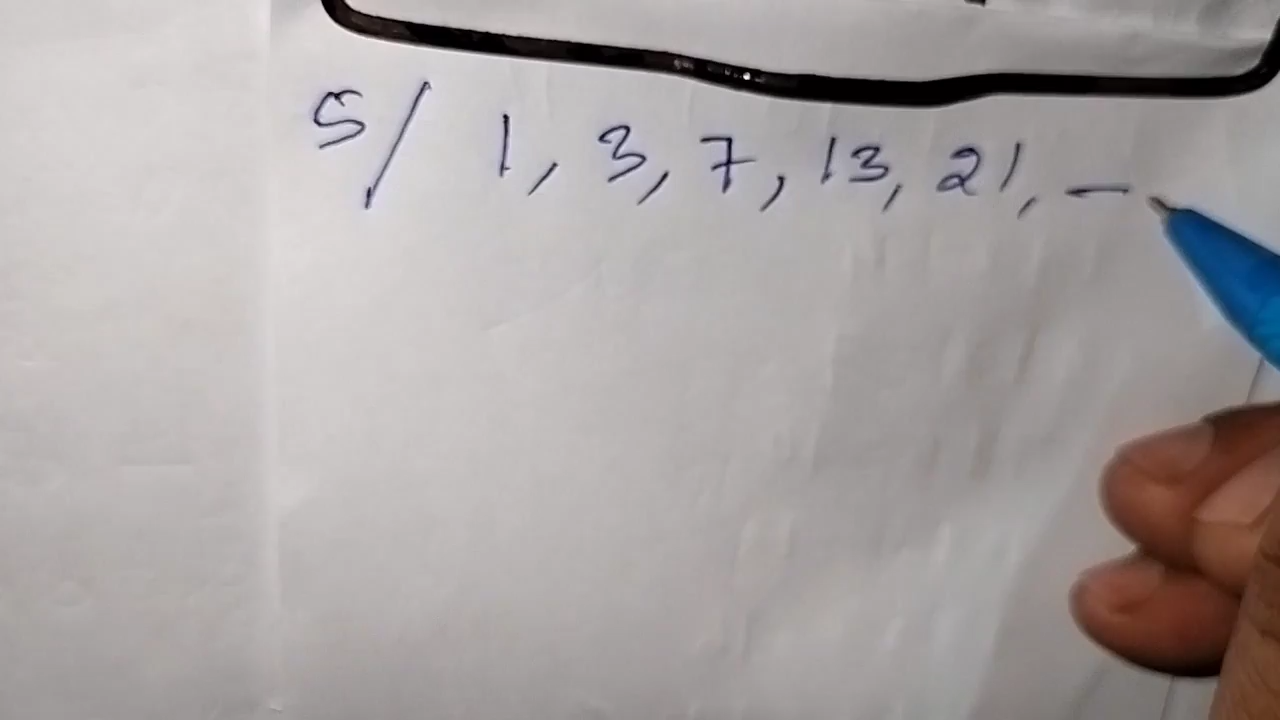 5/ 1, 3, 7, 13, 21, —